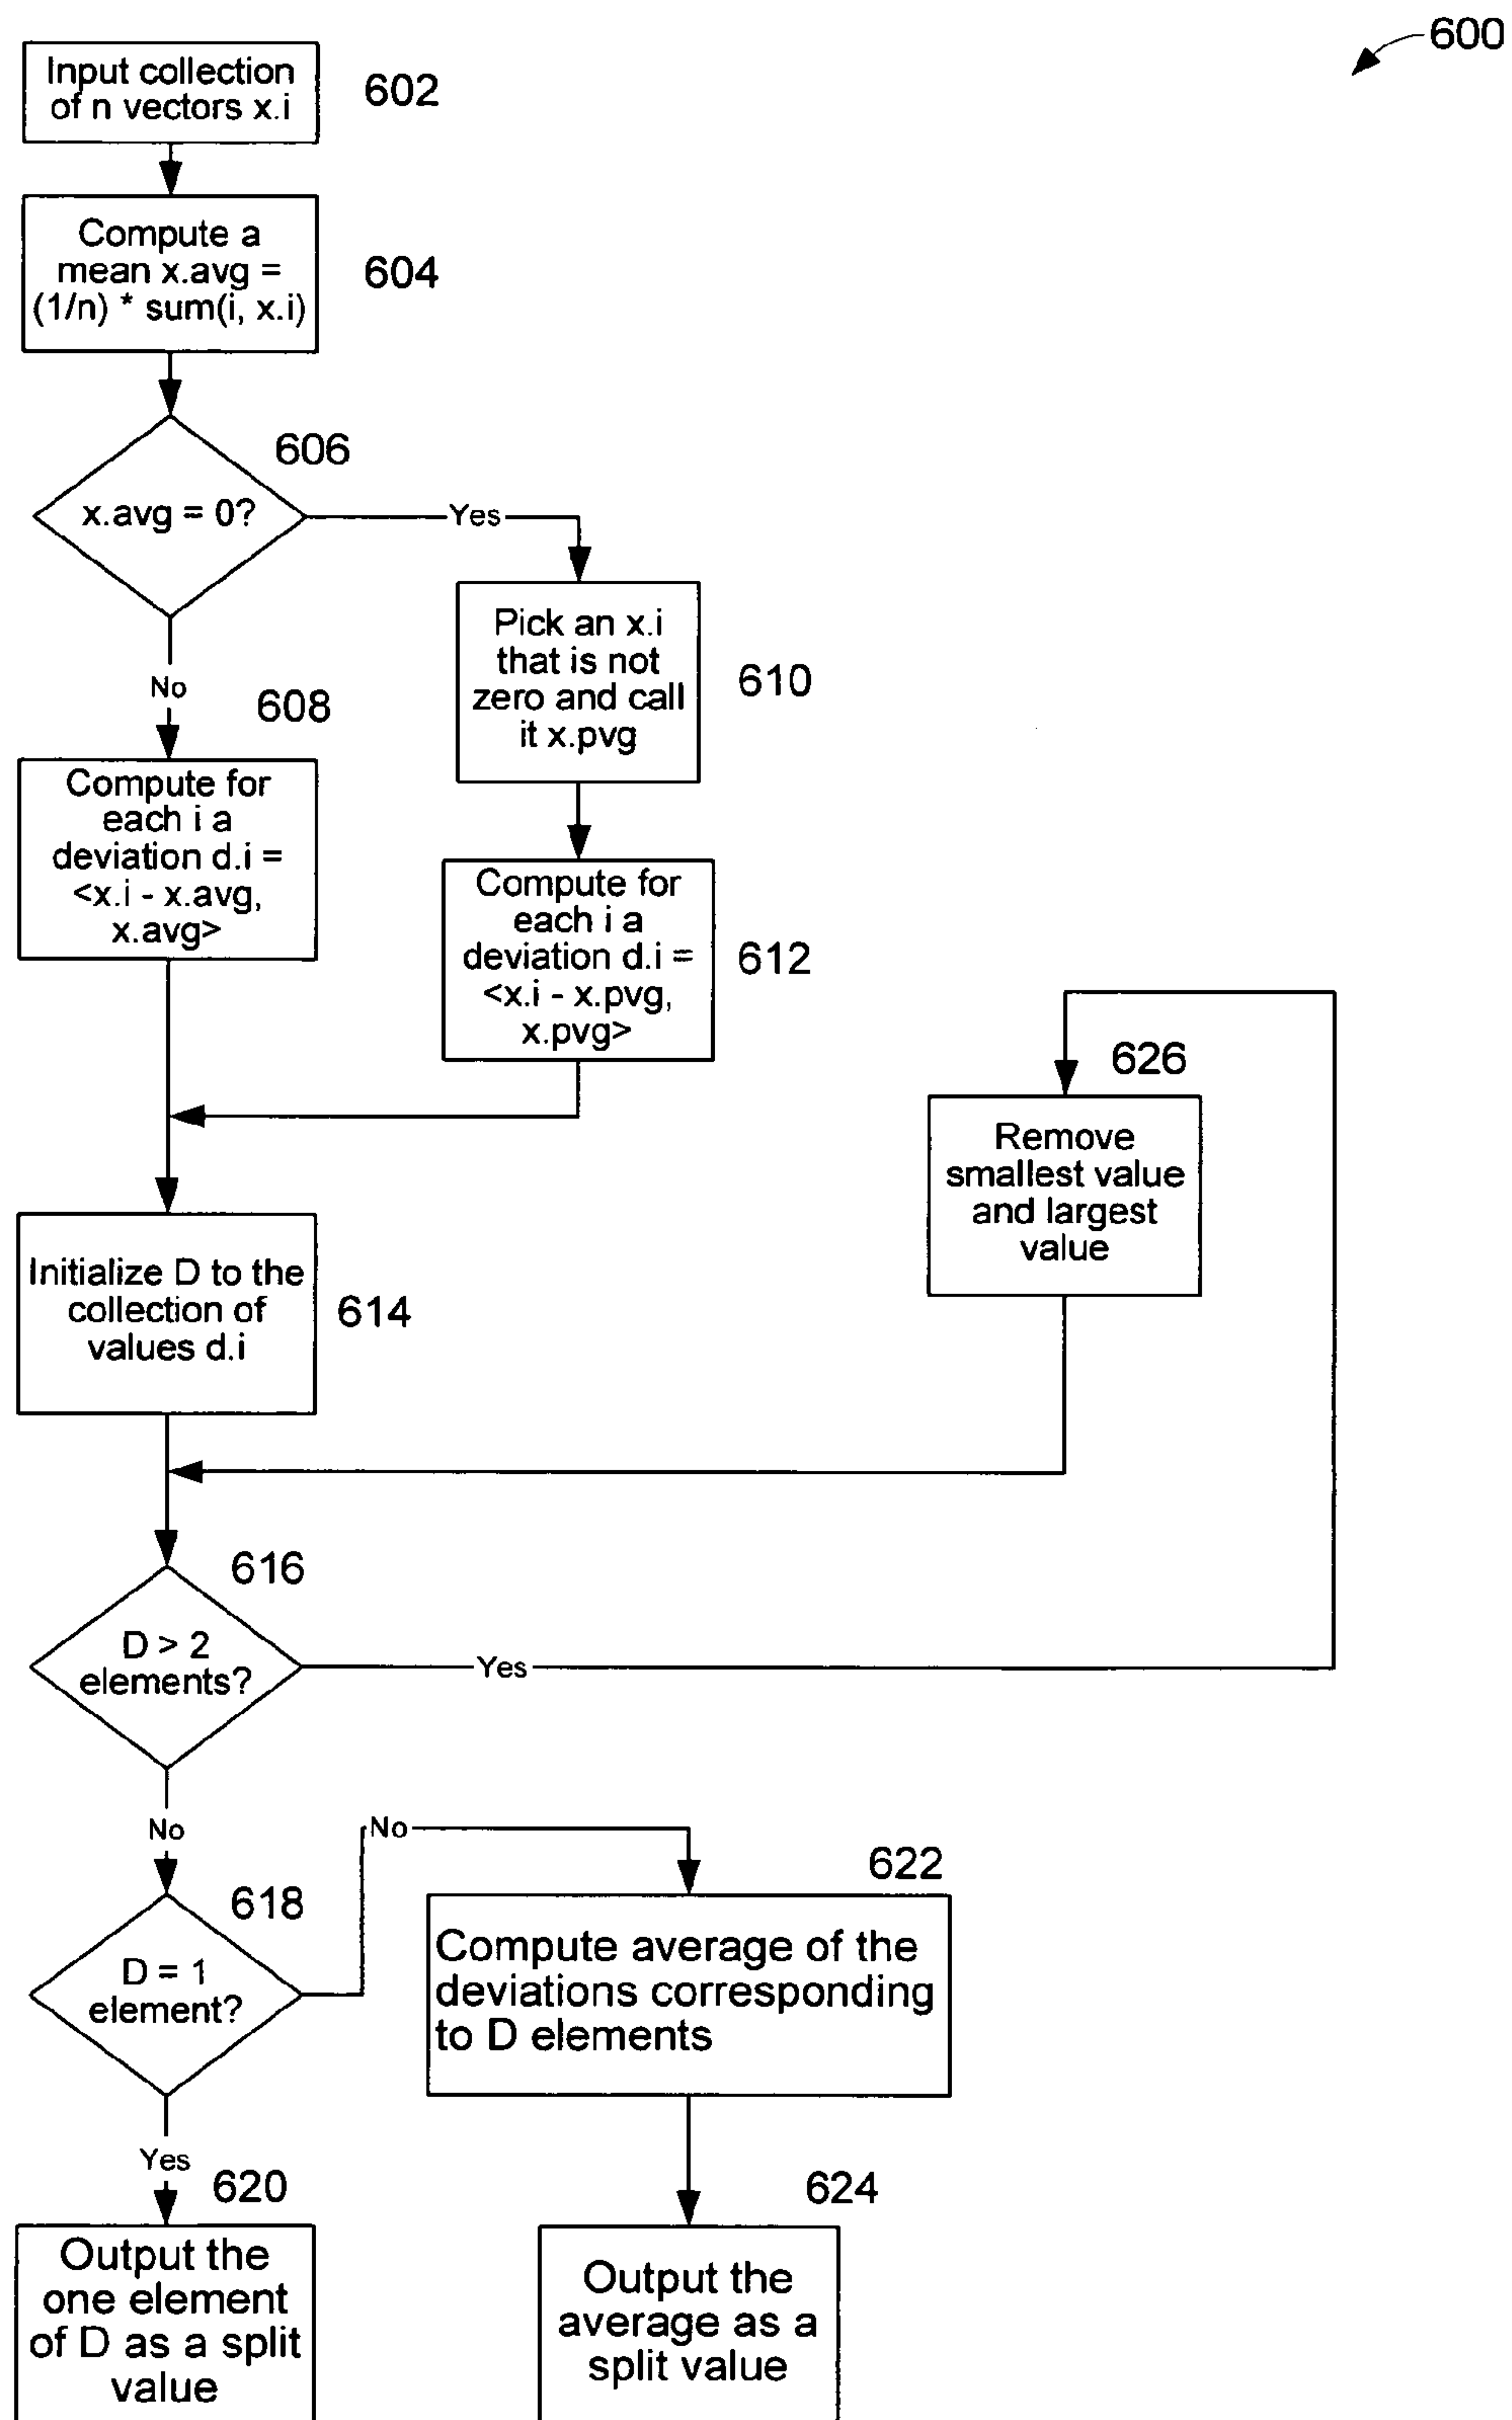 600
Input collection
of n vectors x.i
602
Compute a
mean x.avg =
(1/n) * sum(i, x.i)
604
606
x.avg = 0?
Yes
No
Pick an x.i
that is not
zero and call
it x.pvg
610
608
Compute for
each i a
deviation d.i =
<x.i - x.avg,
x.avg>
Compute for
each i a
deviation d.i =
<x.i - x.pvg,
x.pvg>
612
626
Remove
smallest value
and largest
value
Initialize D to the
collection of
values d.i
614
616
D > 2
elements?
Yes
No
618
D = 1
element?
No
622
Compute average of the
deviations corresponding
to D elements
Yes
620
Output the
one element
of D as a split
value
624
Output the
average as a
split value